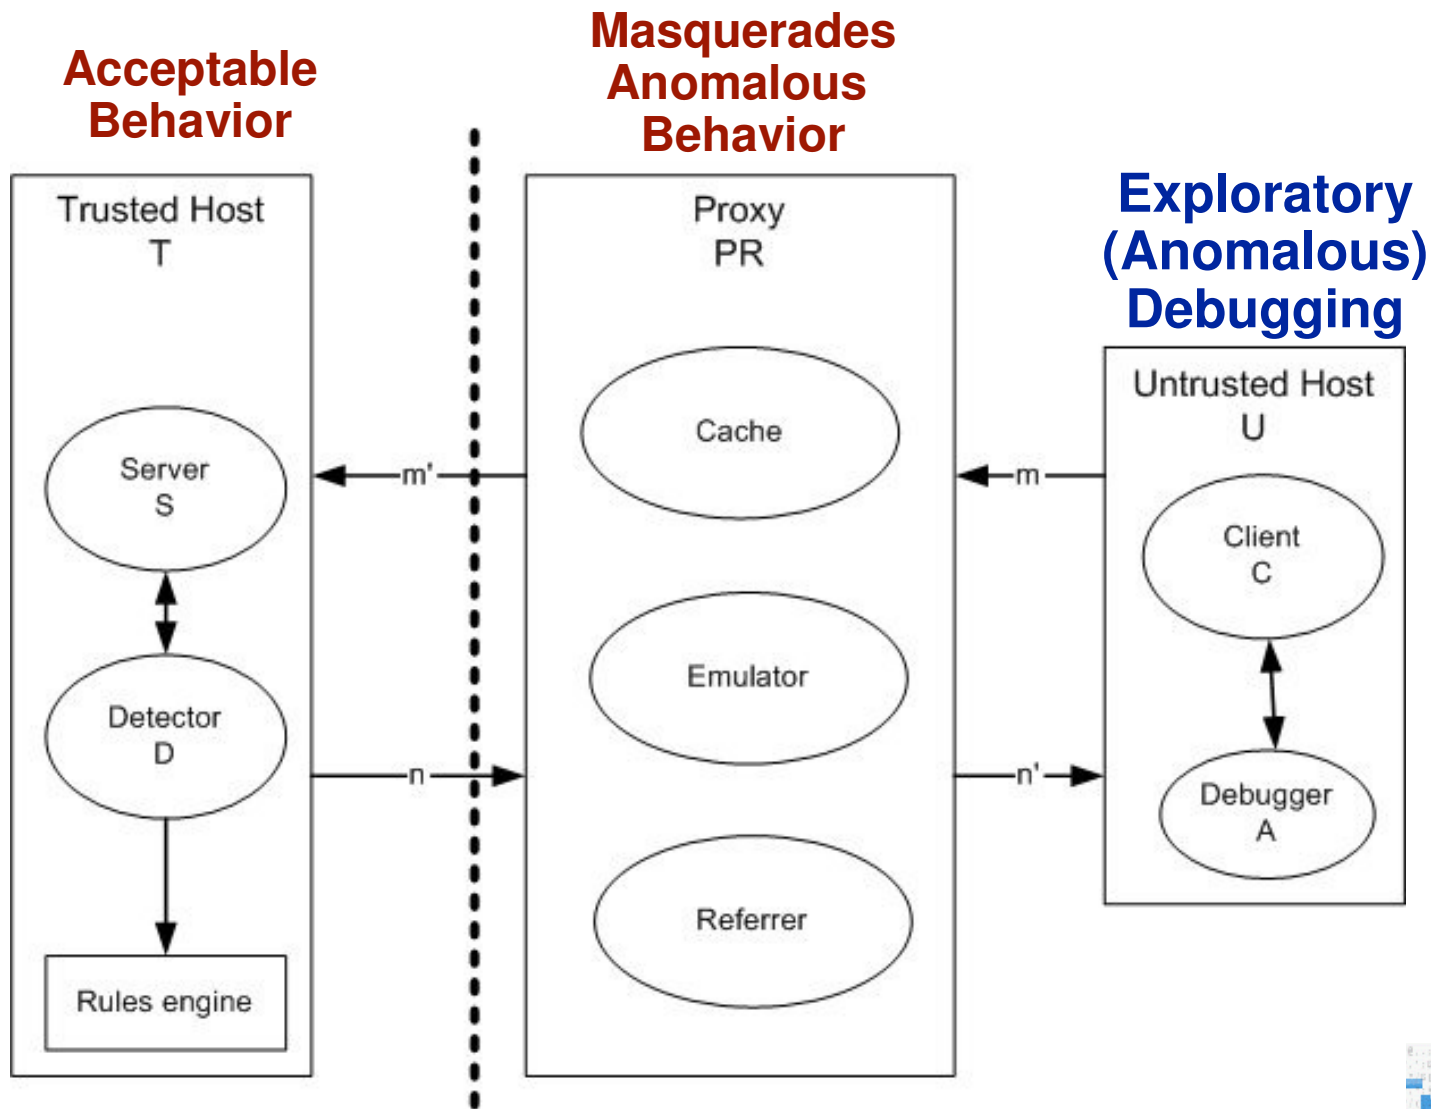 Acceptable
Behavior
Masquerades
Anomalous
Behavior
Exploratory
(Anomalous)
Debugging
Trusted Host
T
Server
S
Detector
D
Rules engine
m'
n
Proxy
PR
Cache
Emulator
Referrer
m
n'
Untrusted Host
U
Client
C
Debugger
A